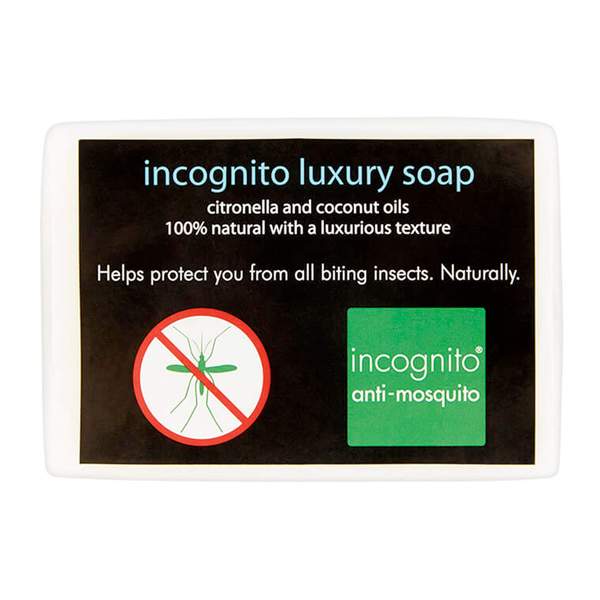 incognito luxury soap
citronella and coconut oils
100% natural with a luxurious texture
Helps protect you from all biting insects. Naturally.
incognito®
anti-mosquito